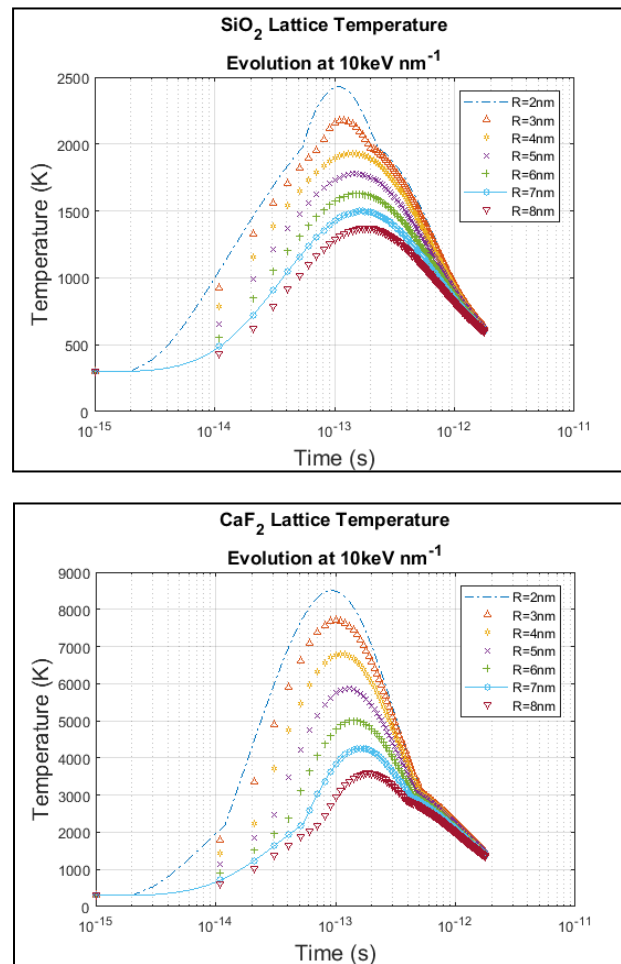 SiO2 Lattice Temperature
Evolution at 10keV nm-1
2500
2000
1500
1000
500
0
Temperature (K)
R=2nm
R=3nm
R=4nm
R=5nm
R=6nm
R=7nm
R=8nm
10-15 10-14 10-13 10-12 10-11
Time (s)
CaF2 Lattice Temperature
Evolution at 10keV nm-1
9000
8000
7000
6000
5000
4000
3000
2000
1000
0
Temperature (K)
R=2nm
R=3nm
R=4nm
R=5nm
R=6nm
R=7nm
R=8nm
10-15 10-14 10-13 10-12 10-11
Time (s)